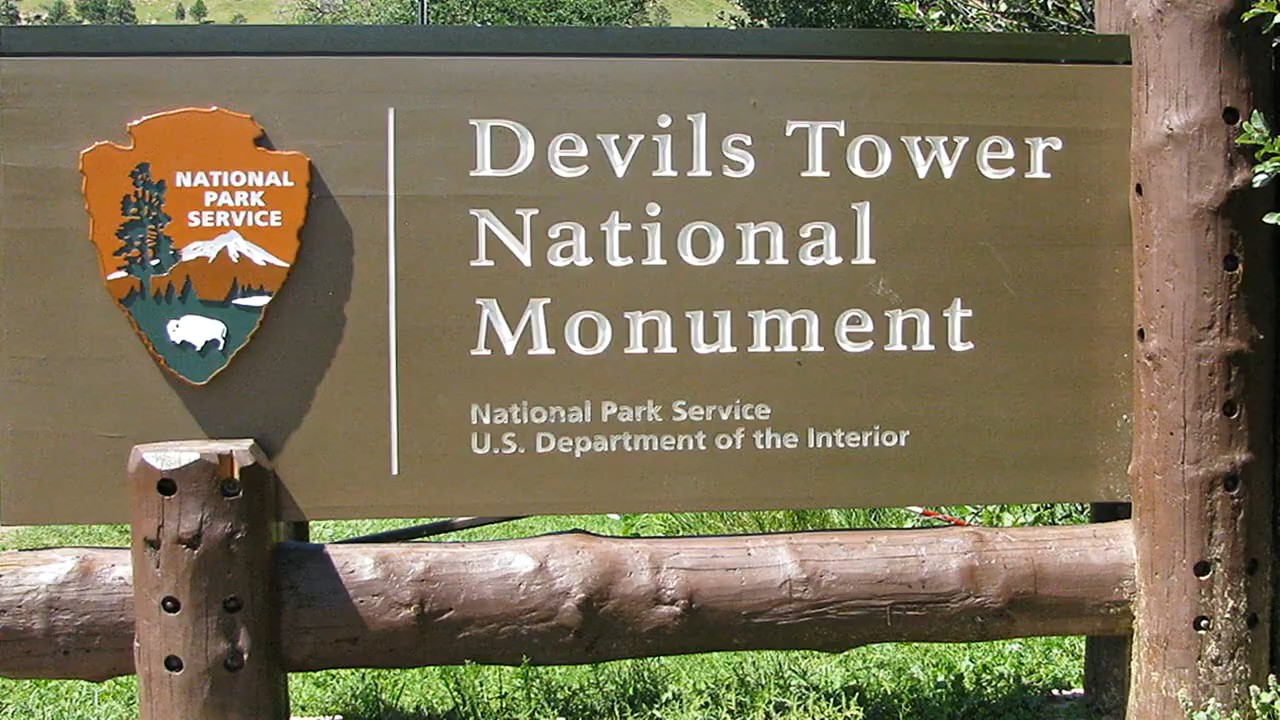 NATIONAL
PARK
SERVICE
Devils Tower
National
Monument
National Park Service
U.S. Department of the Interior